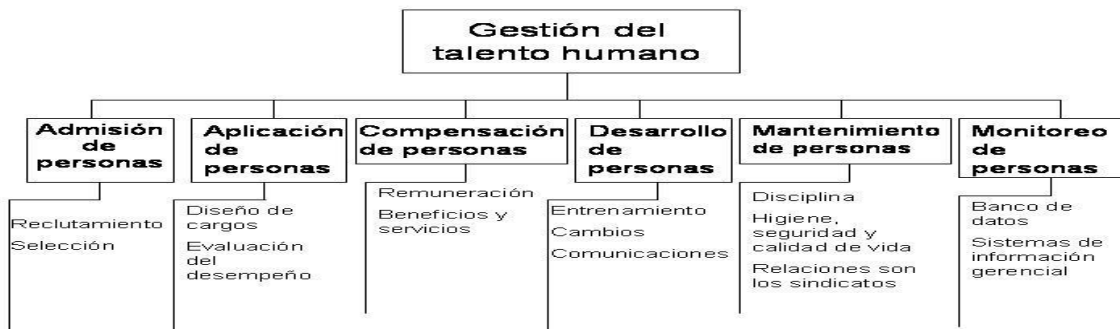 Gestión del
talento humano
Admisión
de
personas
Reclutamiento
Selección
Aplicación
de
personas
Diseño de
cargos
Evaluación
del
desempeño
Compensación
de personas
Remuneración
Beneficios y
servicios
Desarrollo
de
personas
Entrenamiento
Cambios
Comunicaciones
Mantenimiento
de personas
Disciplina
Higiene,
seguridad y
calidad de vida
Relaciones son
los sindicatos
Monitoreo
de
personas
Banco de
datos
Sistemas de
información
gerencial